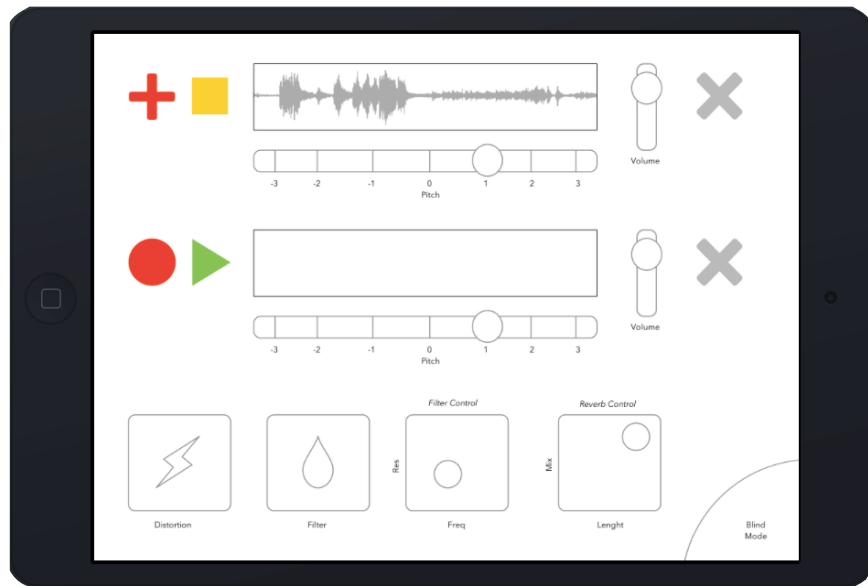 Volume
-3 -2 -1 0 1 2 3
Pitch
Volume
-3 -2 -1 0 1 2 3
Pitch
Filter Control
Reverb Control
Res
Mix
Distortion
Filter
Freq
Lenght
Blind
Mode